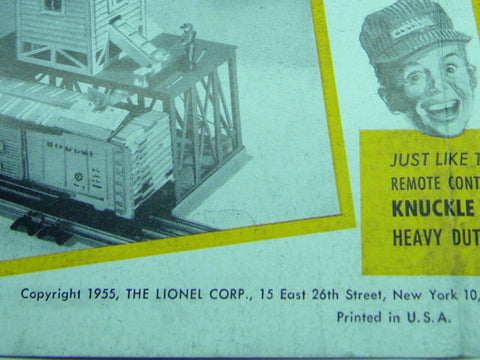 JUST LIKE T
REMOTE CONT
KNUCKLE
HEAVY DUT
Copyright 1955, THE LIONEL CORP., 15 East 26th Street, New York 10,
Printed in U. S. A.